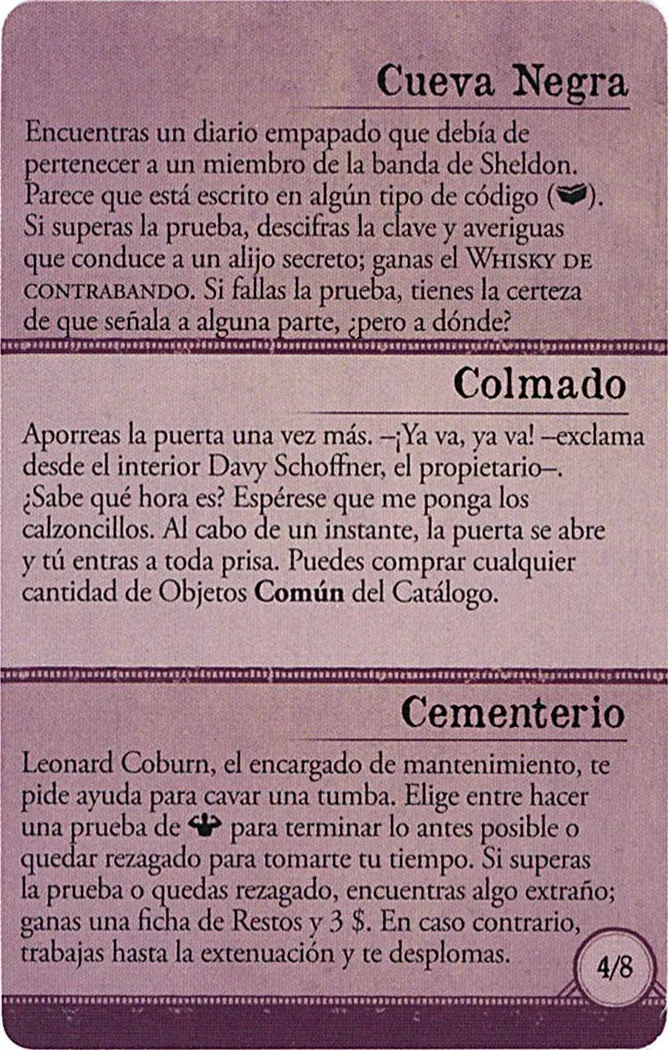 Cueva Negra
Encuentras un diario empapado que debía de
pertenecer a un miembro de la banda de Sheldon.
Parece que está escrito en algún tipo de código ( ).
Si superas la prueba, descifras la clave y averiguas
que conduce a un alijo secreto; ganas el WHISKY DE
CONTRABANDO. Si fallas la prueba, tienes la certeza
de que señala a alguna parte, ¿pero a dónde?
Colmado
Aporreas la puerta una vez más. –¡Ya va, ya va! –exclama
desde el interior Davy Schoffner, el propietario–.
¿Sabe qué hora es? Espérese que me ponga los
calzoncillos. Al cabo de un instante, la puerta se abre
y tú entras a toda prisa. Puedes comprar cualquier
cantidad de Objetos Común del Catálogo.
Cementerio
Leonard Coburn, el encargado de mantenimiento, te
pide ayuda para cavar una tumba. Elige entre hacer
una prueba de para terminar lo antes posible o
quedar rezagado para tomarte tu tiempo. Si superas
la prueba o quedas rezagado, encuentras algo extraño;
ganas una ficha de Restos y 3 $. En caso contrario,
trabajas hasta la extenuación y te desplomas.
4/8